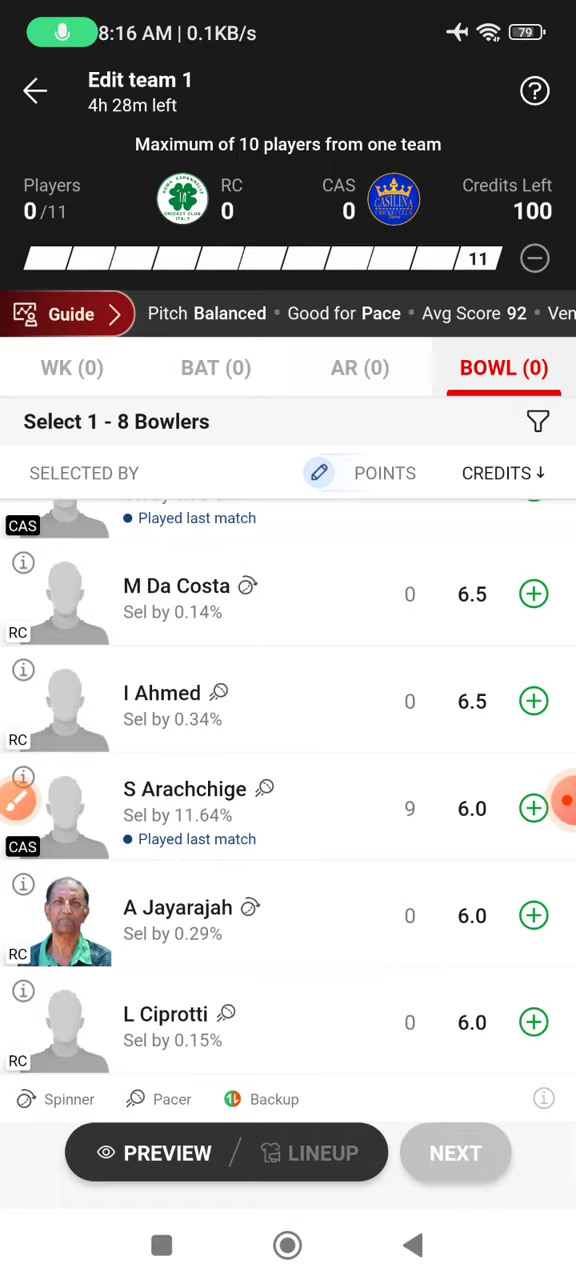 8:16 AM | 0.1KB/s
79
Edit team 1
4h 28m left
Maximum of 10 players from one team
Players
0/11
RC
0
CAS
0
Credits Left
100
ROMA CAPANNELLE
CRICKET CLUB
ITALY
CASILINA
11
Guide
Pitch Balanced • Good for Pace • Avg Score 92 • Ven
WK (0)
BAT (0)
AR (0)
BOWL (0)
Select 1 - 8 Bowlers
SELECTED BY
POINTS
CREDITS ↓
CAS
Played last match
M Da Costa
Sel by 0.14%
0
6.5
RC
I Ahmed
Sel by 0.34%
0
6.5
RC
S Arachchige
Sel by 11.64%
Played last match
9
6.0
CAS
A Jayarajah
Sel by 0.29%
0
6.0
RC
L Ciprotti
Sel by 0.15%
0
6.0
RC
Spinner
Pacer
Backup
PREVIEW / LINEUP
NEXT